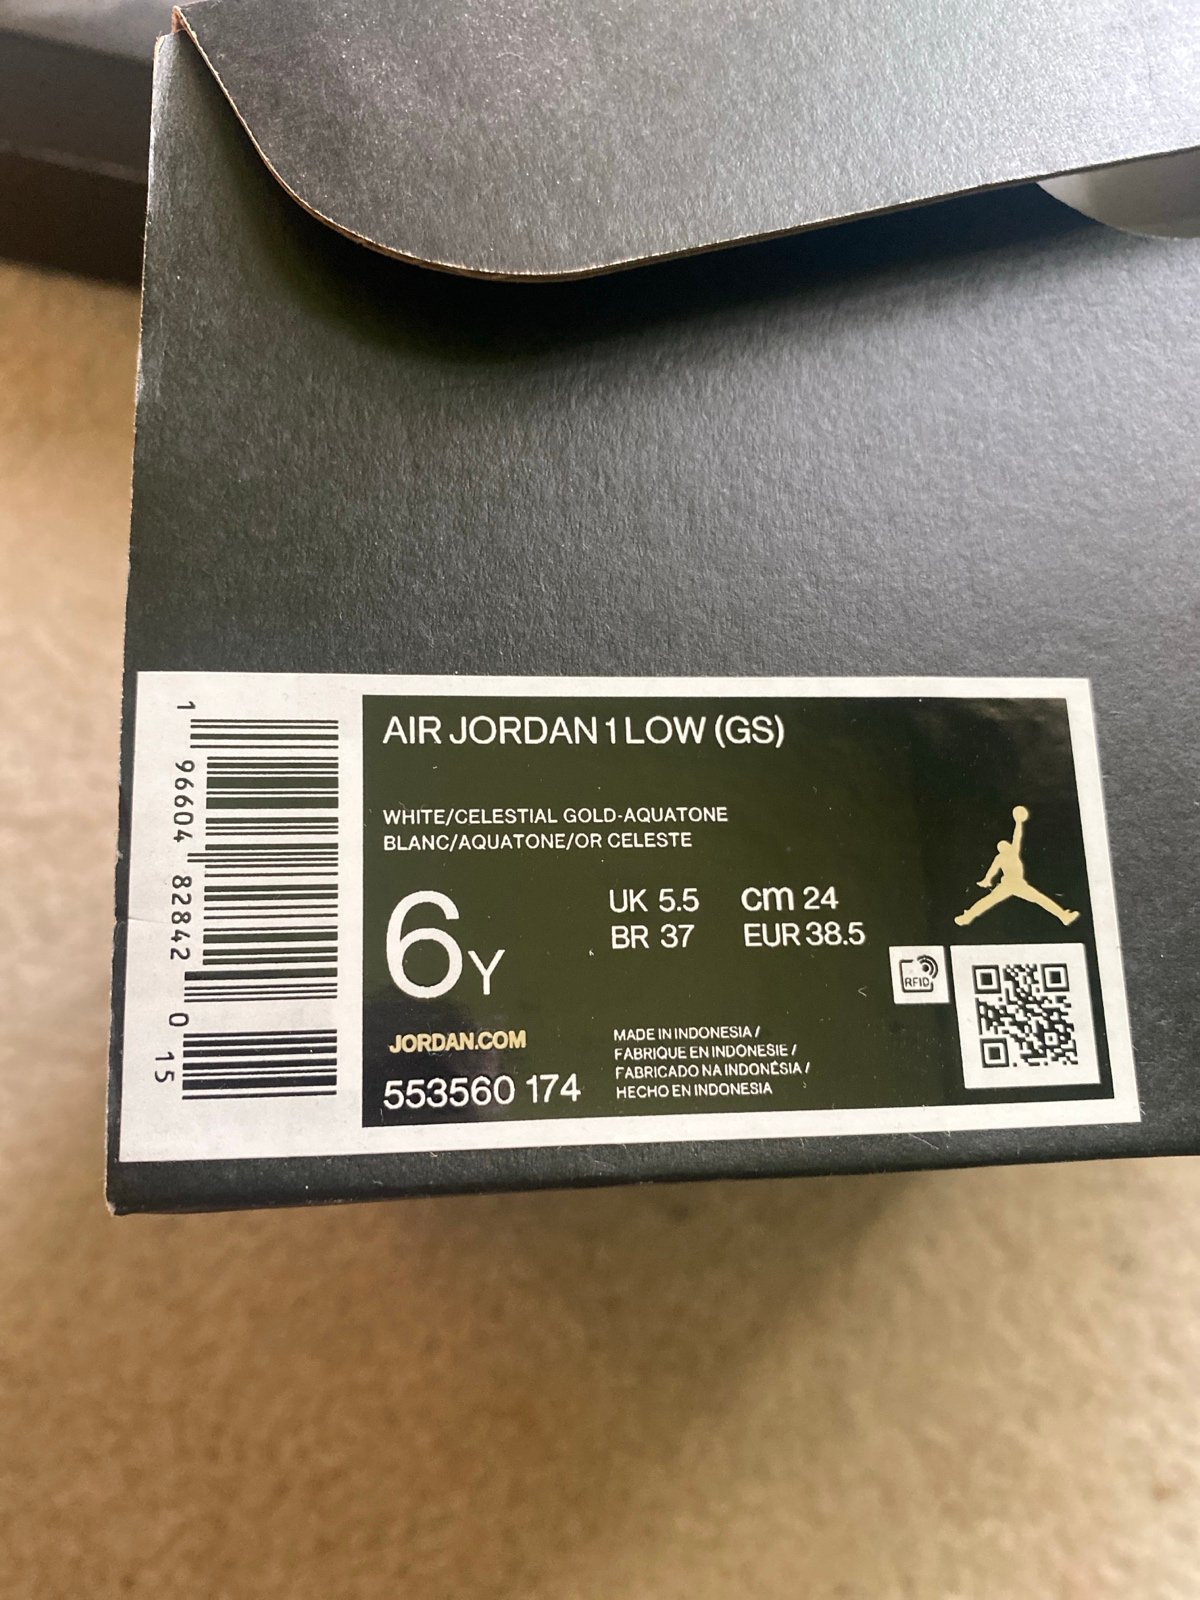 1 96604 82842 0 15
AIR JORDAN 1 LOW (GS)
WHITE/CELESTIAL GOLD-AQUATONE
BLANC/AQUATONE/OR CELESTE
6Y
UK 5.5 cm 24
BR 37 EUR 38.5
RFID
JORDAN.COM
553560 174
MADE IN INDONESIA /
FABRIQUE EN INDONESIE /
FABRICADO NA INDONÉSIA /
HECHO EN INDONESIA